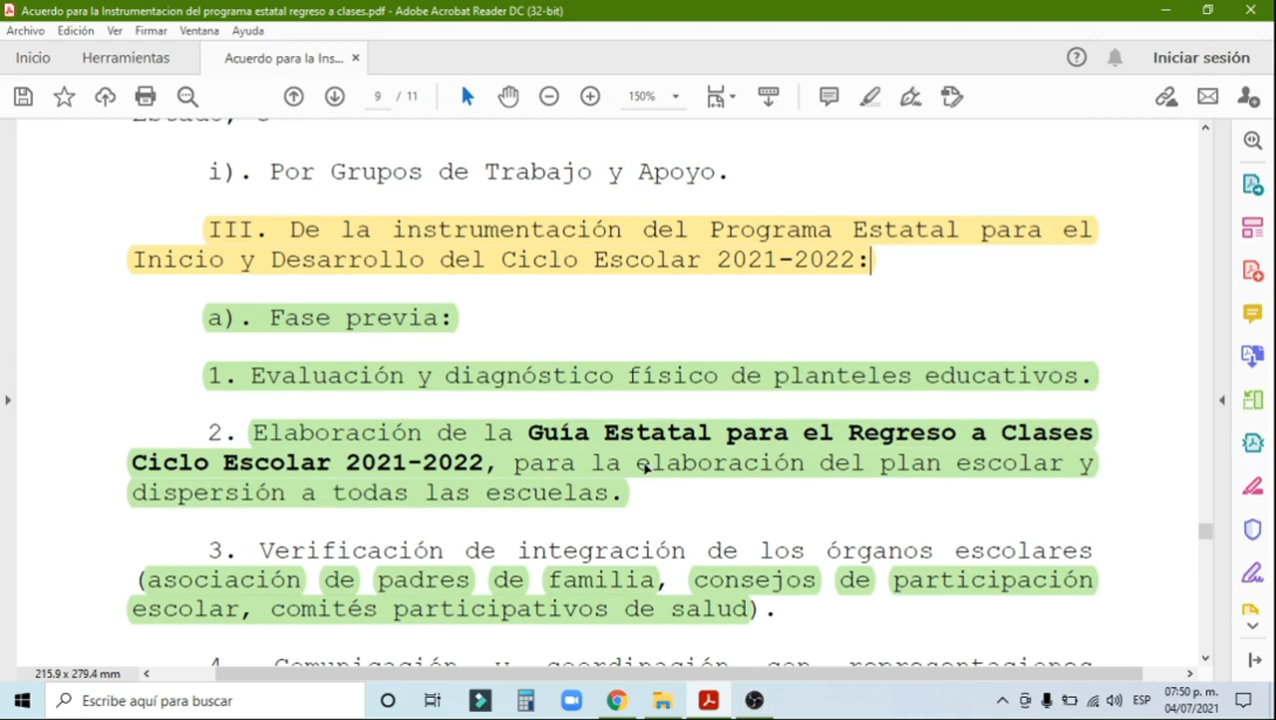 Acuerdo para la Instrumentacion del programa estatal regreso a clases.pdf - Adobe Acrobat Reader DC (32-bit)
Archivo Edición Ver Firmar Ventana Ayuda
Inicio Herramientas Acuerdo para la Ins... × Iniciar sesión
9 / 11 150%
i). Por Grupos de Trabajo y Apoyo.
III. De la instrumentación del Programa Estatal para el
Inicio y Desarrollo del Ciclo Escolar 2021-2022:
a). Fase previa:
1. Evaluación y diagnóstico físico de planteles educativos.
2. Elaboración de la Guía Estatal para el Regreso a Clases
Ciclo Escolar 2021-2022, para la elaboración del plan escolar y
dispersión a todas las escuelas.
3. Verificación de integración de los órganos escolares
(asociación de padres de familia, consejos de participación
escolar, comités participativos de salud).
4. Comunicación y coordinación con representaciones
215.9 x 279.4 mm
Escribe aquí para buscar
ESP
07:50 p. m.
04/07/2021